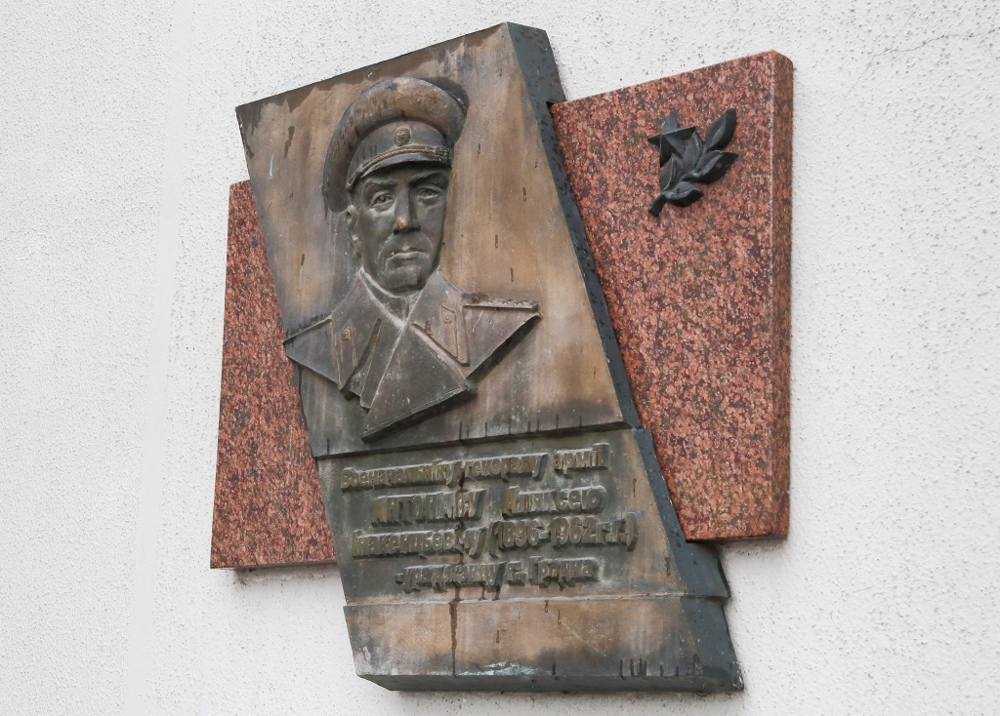 Военачальніку, генералу арміі
АНТОНАВУ Аляксею
Інакенцьевічу (1896-1962 г.г.)
-ураджэнцу г. Гродна